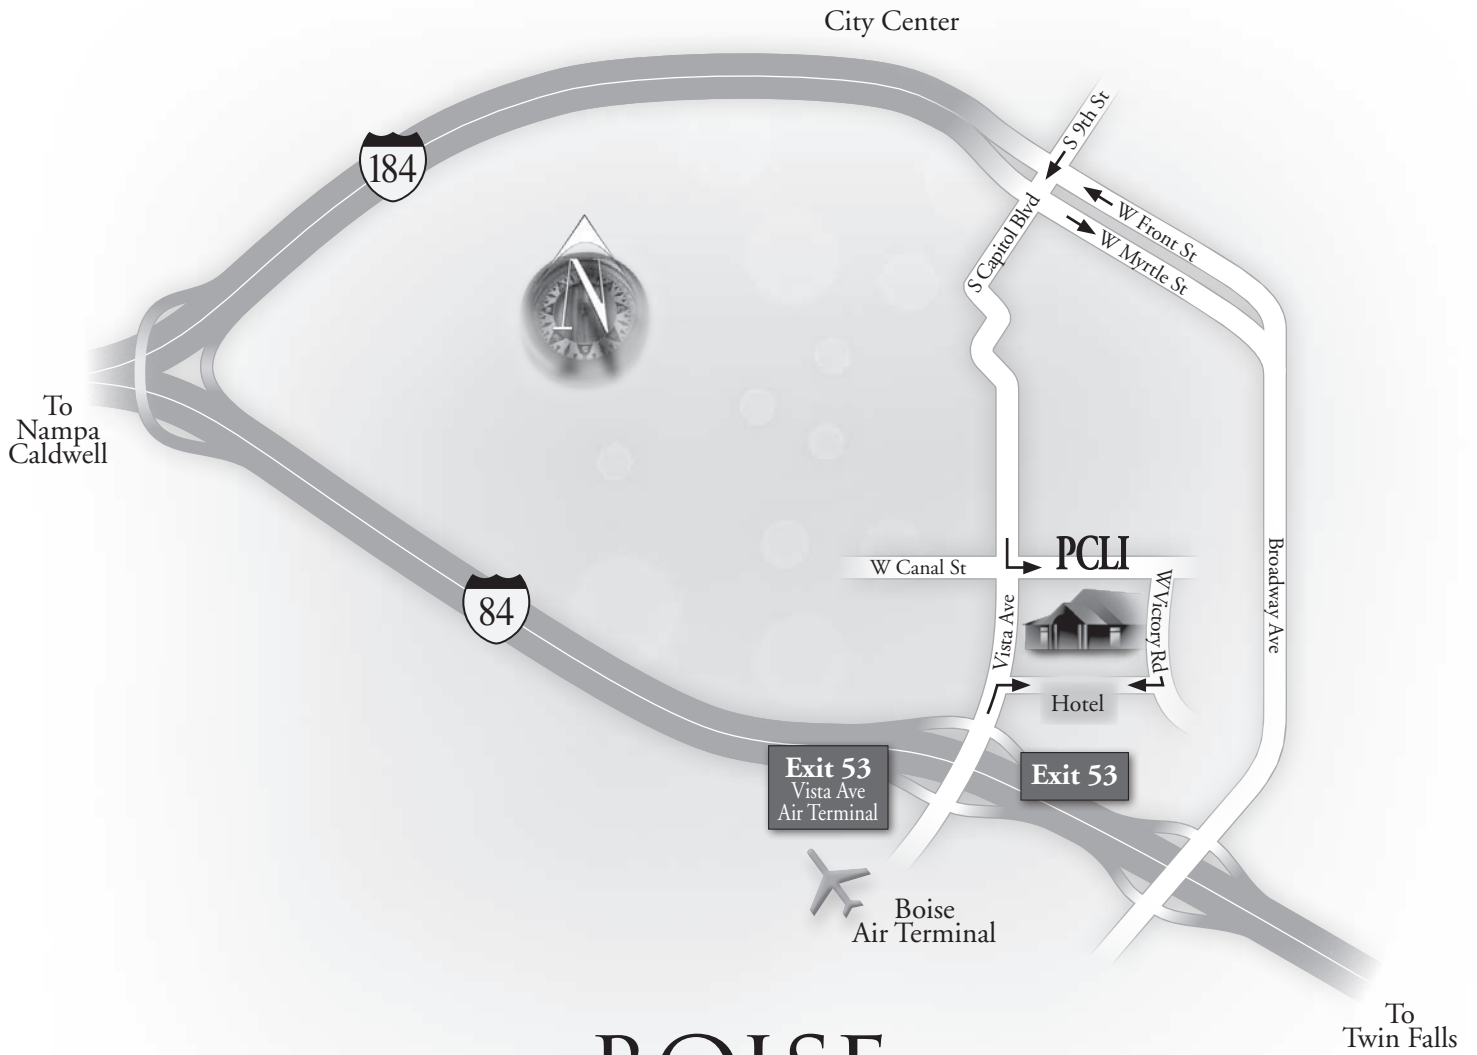 City Center
S 9th St
184
S Capitol Blvd
W Front St
W Myrtle St
N
To
Nampa
Caldwell
PCLI
W Canal St
Broadway Ave
84
Vista Ave
W Victory Rd
Hotel
Exit 53
Vista Ave
Air Terminal
Exit 53
Boise
Air Terminal
To
Twin Falls
BOISE